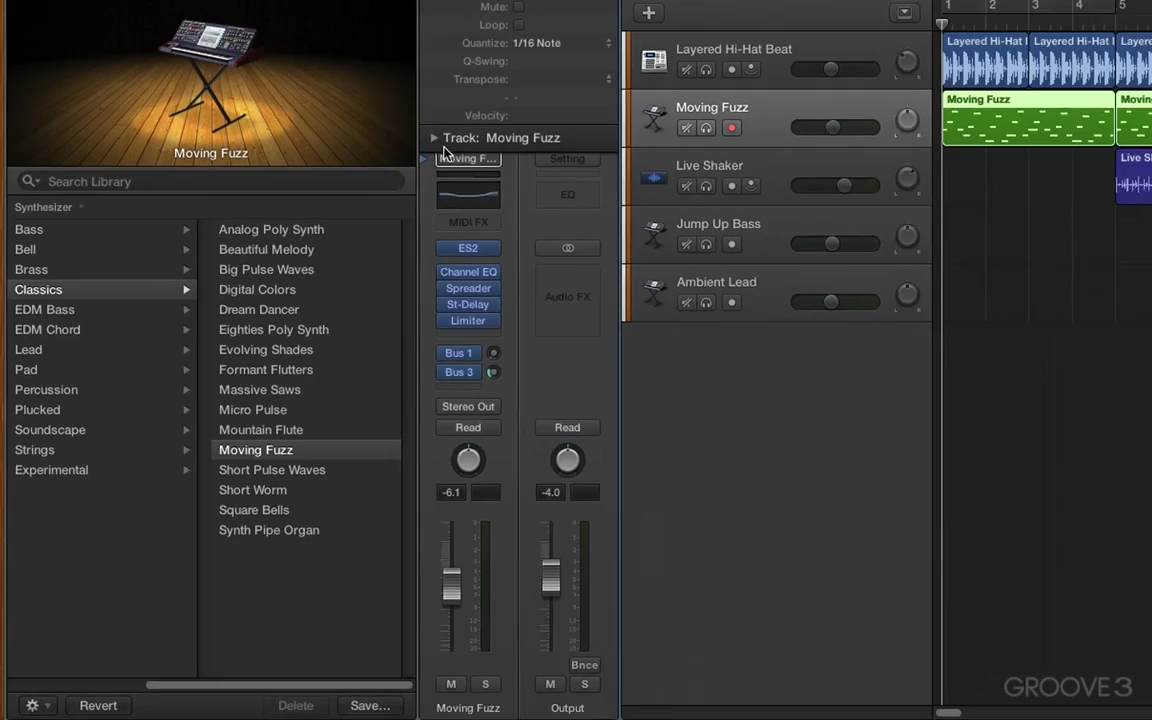 Moving Fuzz
Search Library
Synthesizer
Bass
Bell
Brass
Classics
EDM Bass
EDM Chord
Lead
Pad
Percussion
Plucked
Soundscape
Strings
Experimental
Analog Poly Synth
Beautiful Melody
Big Pulse Waves
Digital Colors
Dream Dancer
Eighties Poly Synth
Evolving Shades
Formant Flutters
Massive Saws
Micro Pulse
Mountain Flute
Moving Fuzz
Short Pulse Waves
Short Worm
Square Bells
Synth Pipe Organ
Revert
Delete
Save...
Mute:
Loop:
Quantize: 1/16 Note
Q-Swing:
Transpose:
Velocity:
Track: Moving Fuzz
Moving F...
MIDI FX
ES2
Channel EQ
Spreader
St-Delay
Limiter
Bus 1
Bus 3
Stereo Out
Read
-6.1
M S
Moving Fuzz
Setting
EQ
Audio FX
Read
-4.0
Bnce
M S
Output
Layered Hi-Hat Beat
Moving Fuzz
Live Shaker
Jump Up Bass
Ambient Lead
1 2 3 4 5
Layered Hi-Hat Layered Hi-Hat Layere
Moving Fuzz Movin
Live S
GROOVE3